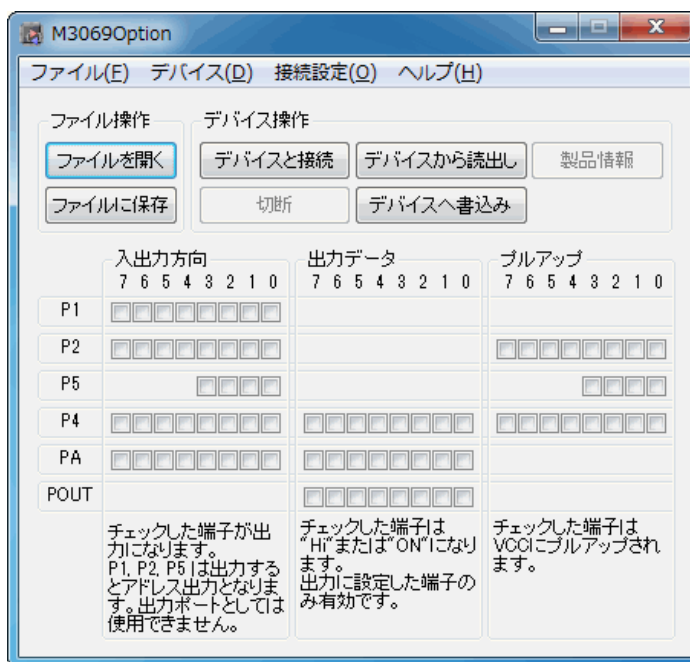 M3069Option
ファイル(F) デバイス(D) 接続設定(O) ヘルプ(H)
ファイル操作 デバイス操作
ファイルを開く デバイスと接続 デバイスから読出し 製品情報
ファイルに保存 切断 デバイスへ書込み
入出力方向 出力データ プルアップ
7 6 5 4 3 2 1 0 7 6 5 4 3 2 1 0 7 6 5 4 3 2 1 0
P1
P2
P5
P4
PA
POUT
チェックした端子が出
力になります。
P1, P2, P5は出力する
とアドレス出力となりま
す。出力ポートとしては
使用できません。
チェックした端子は
"Hi"または"ON"になり
ます。
出力に設定した端子の
み有効です。
チェックした端子は
VCCにプルアップされ
ます。